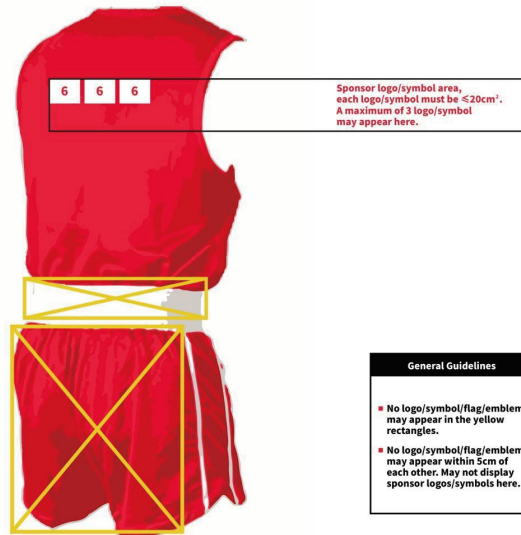 6 6 6
Sponsor logo/symbol area,
each logo/symbol must be ≤20cm².
A maximum of 3 logo/symbol
may appear here.
General Guidelines
■ No logo/symbol/flag/emblem
may appear in the yellow
rectangles.
■ No logo/symbol/flag/emblem
may appear within 5cm of
each other. May not display
sponsor logos/symbols here.